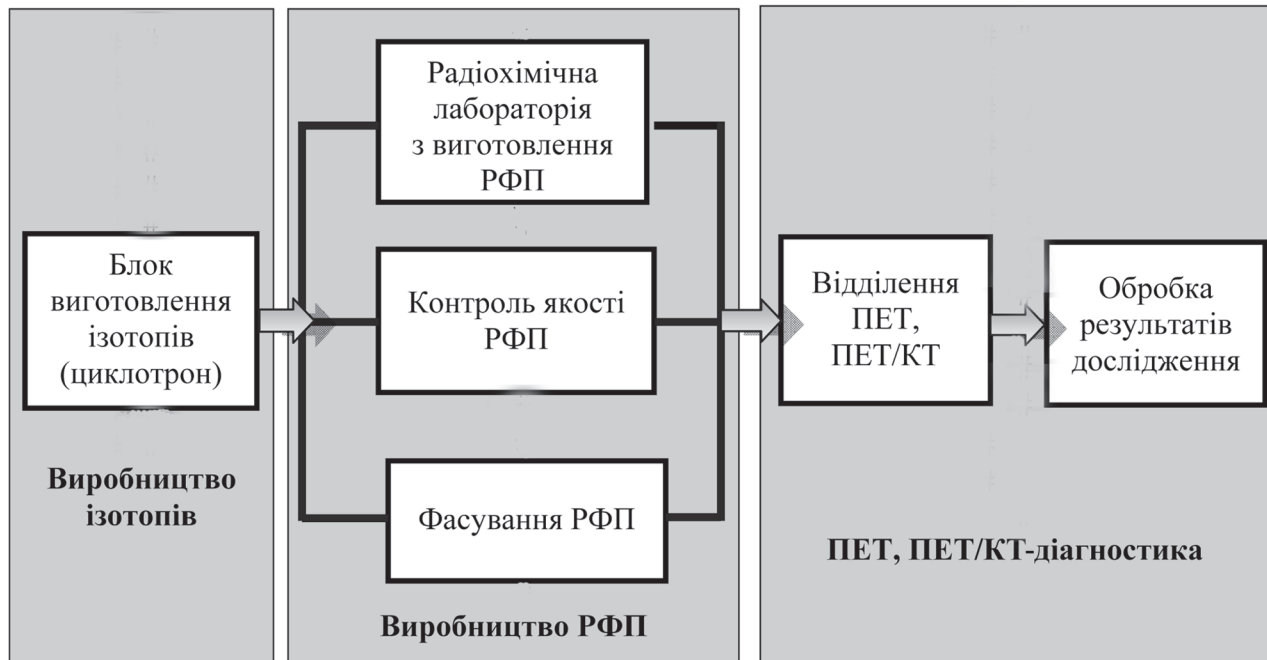 Блок
виготовлення
ізотопів
(циклотрон)
Виробництво
ізотопів
Радіохімічна
лабораторія
з виготовлення
РФП
Контроль якості
РФП
Фасування РФП
Виробництво РФП
Відділення
ПЕТ,
ПЕТ/КТ
Обробка
результатів
дослідження
ПЕТ, ПЕТ/КТ-діагностика